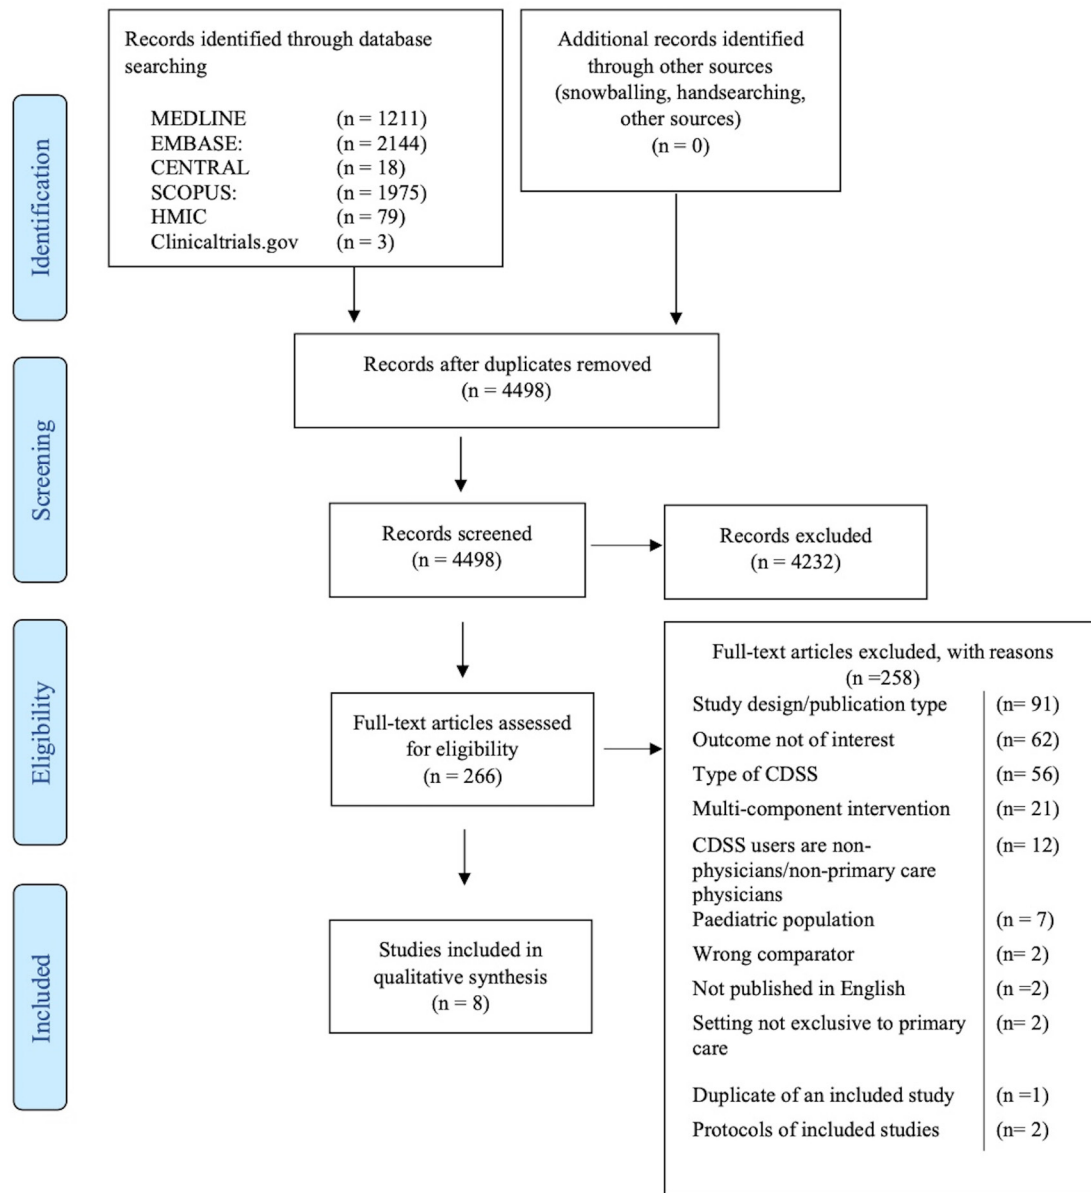 Records identified through database
searching
MEDLINE (n = 1211)
EMBASE: (n = 2144)
CENTRAL (n = 18)
SCOPUS: (n = 1975)
HMIC (n = 79)
Clinicaltrials.gov (n = 3)
Additional records identified
through other sources
(snowballing, handsearching,
other sources)
(n = 0)
Identification
Records after duplicates removed
(n = 4498)
Screening
Records screened
(n = 4498)
Records excluded
(n = 4232)
Eligibility
Full-text articles assessed
for eligibility
(n = 266)
Full-text articles excluded, with reasons
(n =258)
Study design/publication type (n= 91)
Outcome not of interest (n= 62)
Type of CDSS (n= 56)
Multi-component intervention (n= 21)
CDSS users are non- (n= 12)
physicians/non-primary care
physicians
Paediatric population (n = 7)
Wrong comparator (n= 2)
Not published in English (n =2)
Setting not exclusive to primary (n= 2)
care
Duplicate of an included study (n =1)
Protocols of included studies (n= 2)
Included
Studies included in
qualitative synthesis
(n = 8)